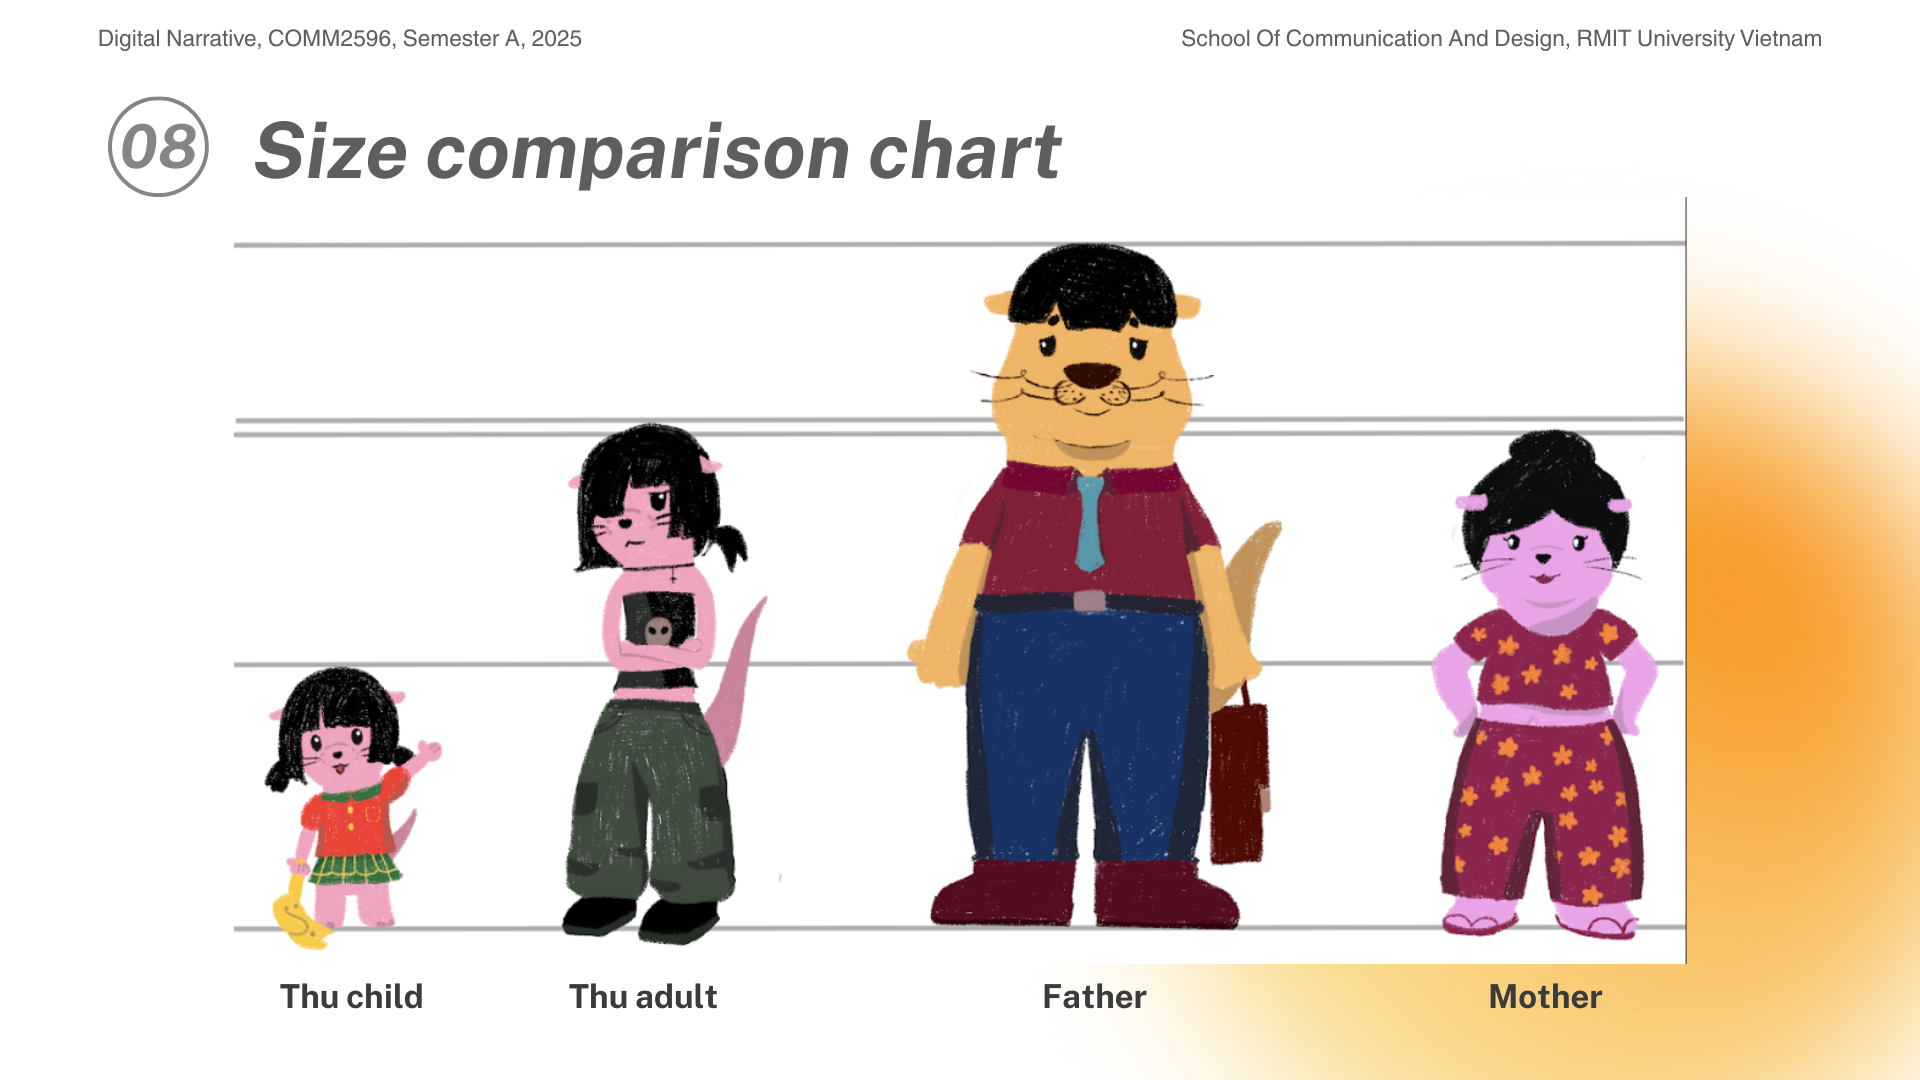 Digital Narrative, COMM2596, Semester A, 2025
School Of Communication And Design, RMIT University Vietnam
08
Size comparison chart
Thu child
Thu adult
Father
Mother